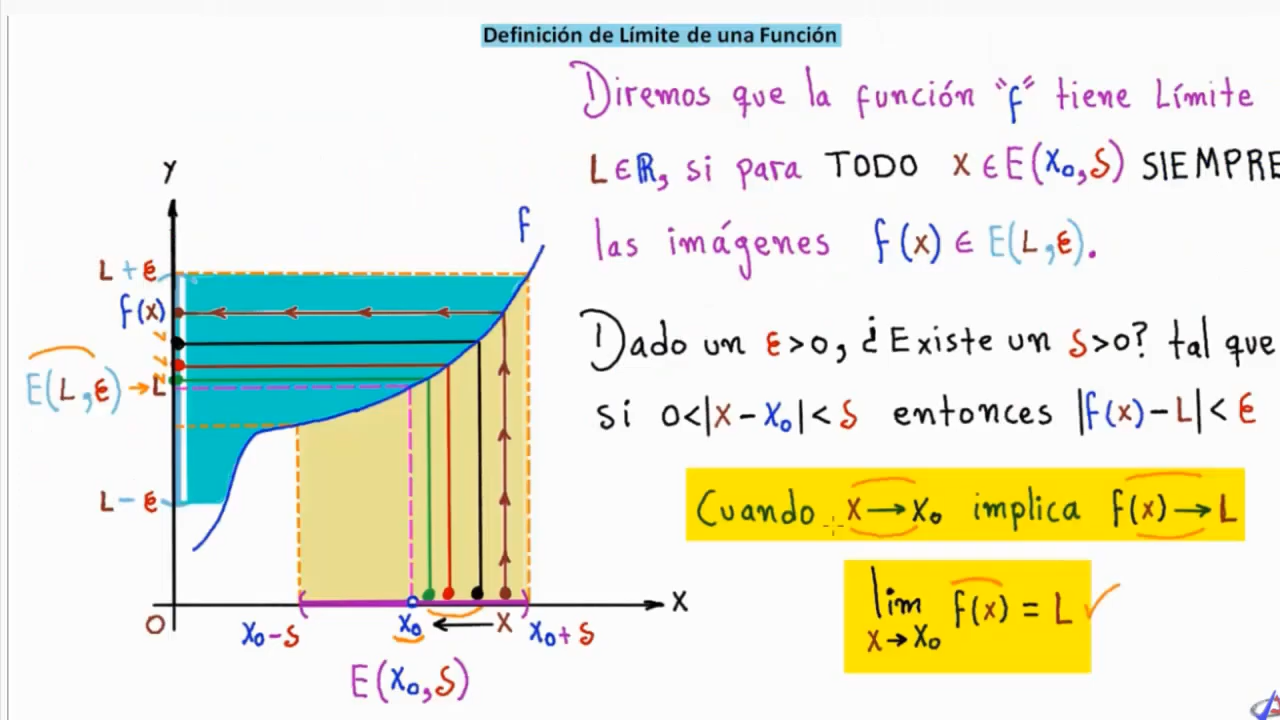 Definición de Límite de una Función
Diremos que la función "f" tiene Límite
L∈ℝ, si para TODO x∈E(x₀,S) SIEMPRE
las imágenes f(x) ∈ E(L,ϵ).
Dado un ϵ>0, ¿Existe un S>0? tal que
si 0<|x-x₀|<S entonces |f(x)-L|<ϵ
Cuando x→x₀ implica f(x)→L
lim f(x) = L
x→x₀
Y
f
L+ϵ
f(x)
E(L,ϵ)→L
L-ϵ
O
x₀-S
x₀
x
x₀+S
X
E(x₀,S)